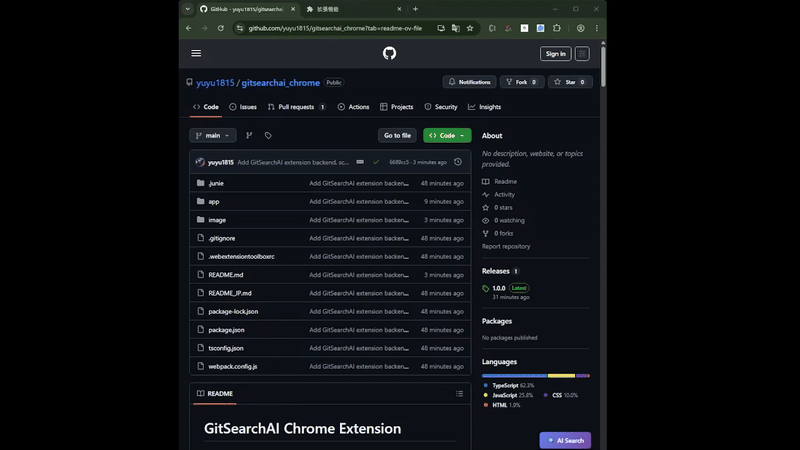 GitHub - yuyu1815/gitsearchai_c
拡張機能
github.com/yuyu1815/gitsearchai_chrome?tab=readme-ov-file
Sign in
yuyu1815 / gitsearchai_chrome Public
Notifications
Fork 0
Star 0
Code
Issues
Pull requests 1
Actions
Projects
Security
Insights
main
Go to file
Code
yuyu1815 Add GitSearchAI extension backend, sc... 6689cc5 · 3 minutes ago
.junie Add GitSearchAI extension backen... 48 minutes ago
app Add GitSearchAI extension backen... 9 minutes ago
image Add GitSearchAI extension backen... 3 minutes ago
.gitignore Add GitSearchAI extension backen... 48 minutes ago
.webextensiontoolboxrc Add GitSearchAI extension backen... 48 minutes ago
README.md Add GitSearchAI extension backen... 3 minutes ago
README_JP.md Add GitSearchAI extension backen... 48 minutes ago
package-lock.json Add GitSearchAI extension backen... 48 minutes ago
package.json Add GitSearchAI extension backen... 48 minutes ago
tsconfig.json Add GitSearchAI extension backen... 48 minutes ago
webpack.config.js Add GitSearchAI extension backen... 48 minutes ago
README
GitSearchAI Chrome Extension
About
No description, website, or topics
provided.
Readme
Activity
0 stars
0 watching
0 forks
Report repository
Releases 1
1.0.0 Latest
31 minutes ago
Packages
No packages published
Languages
TypeScript 62.3%
JavaScript 25.8%
CSS 10.0%
HTML 1.9%
AI Search